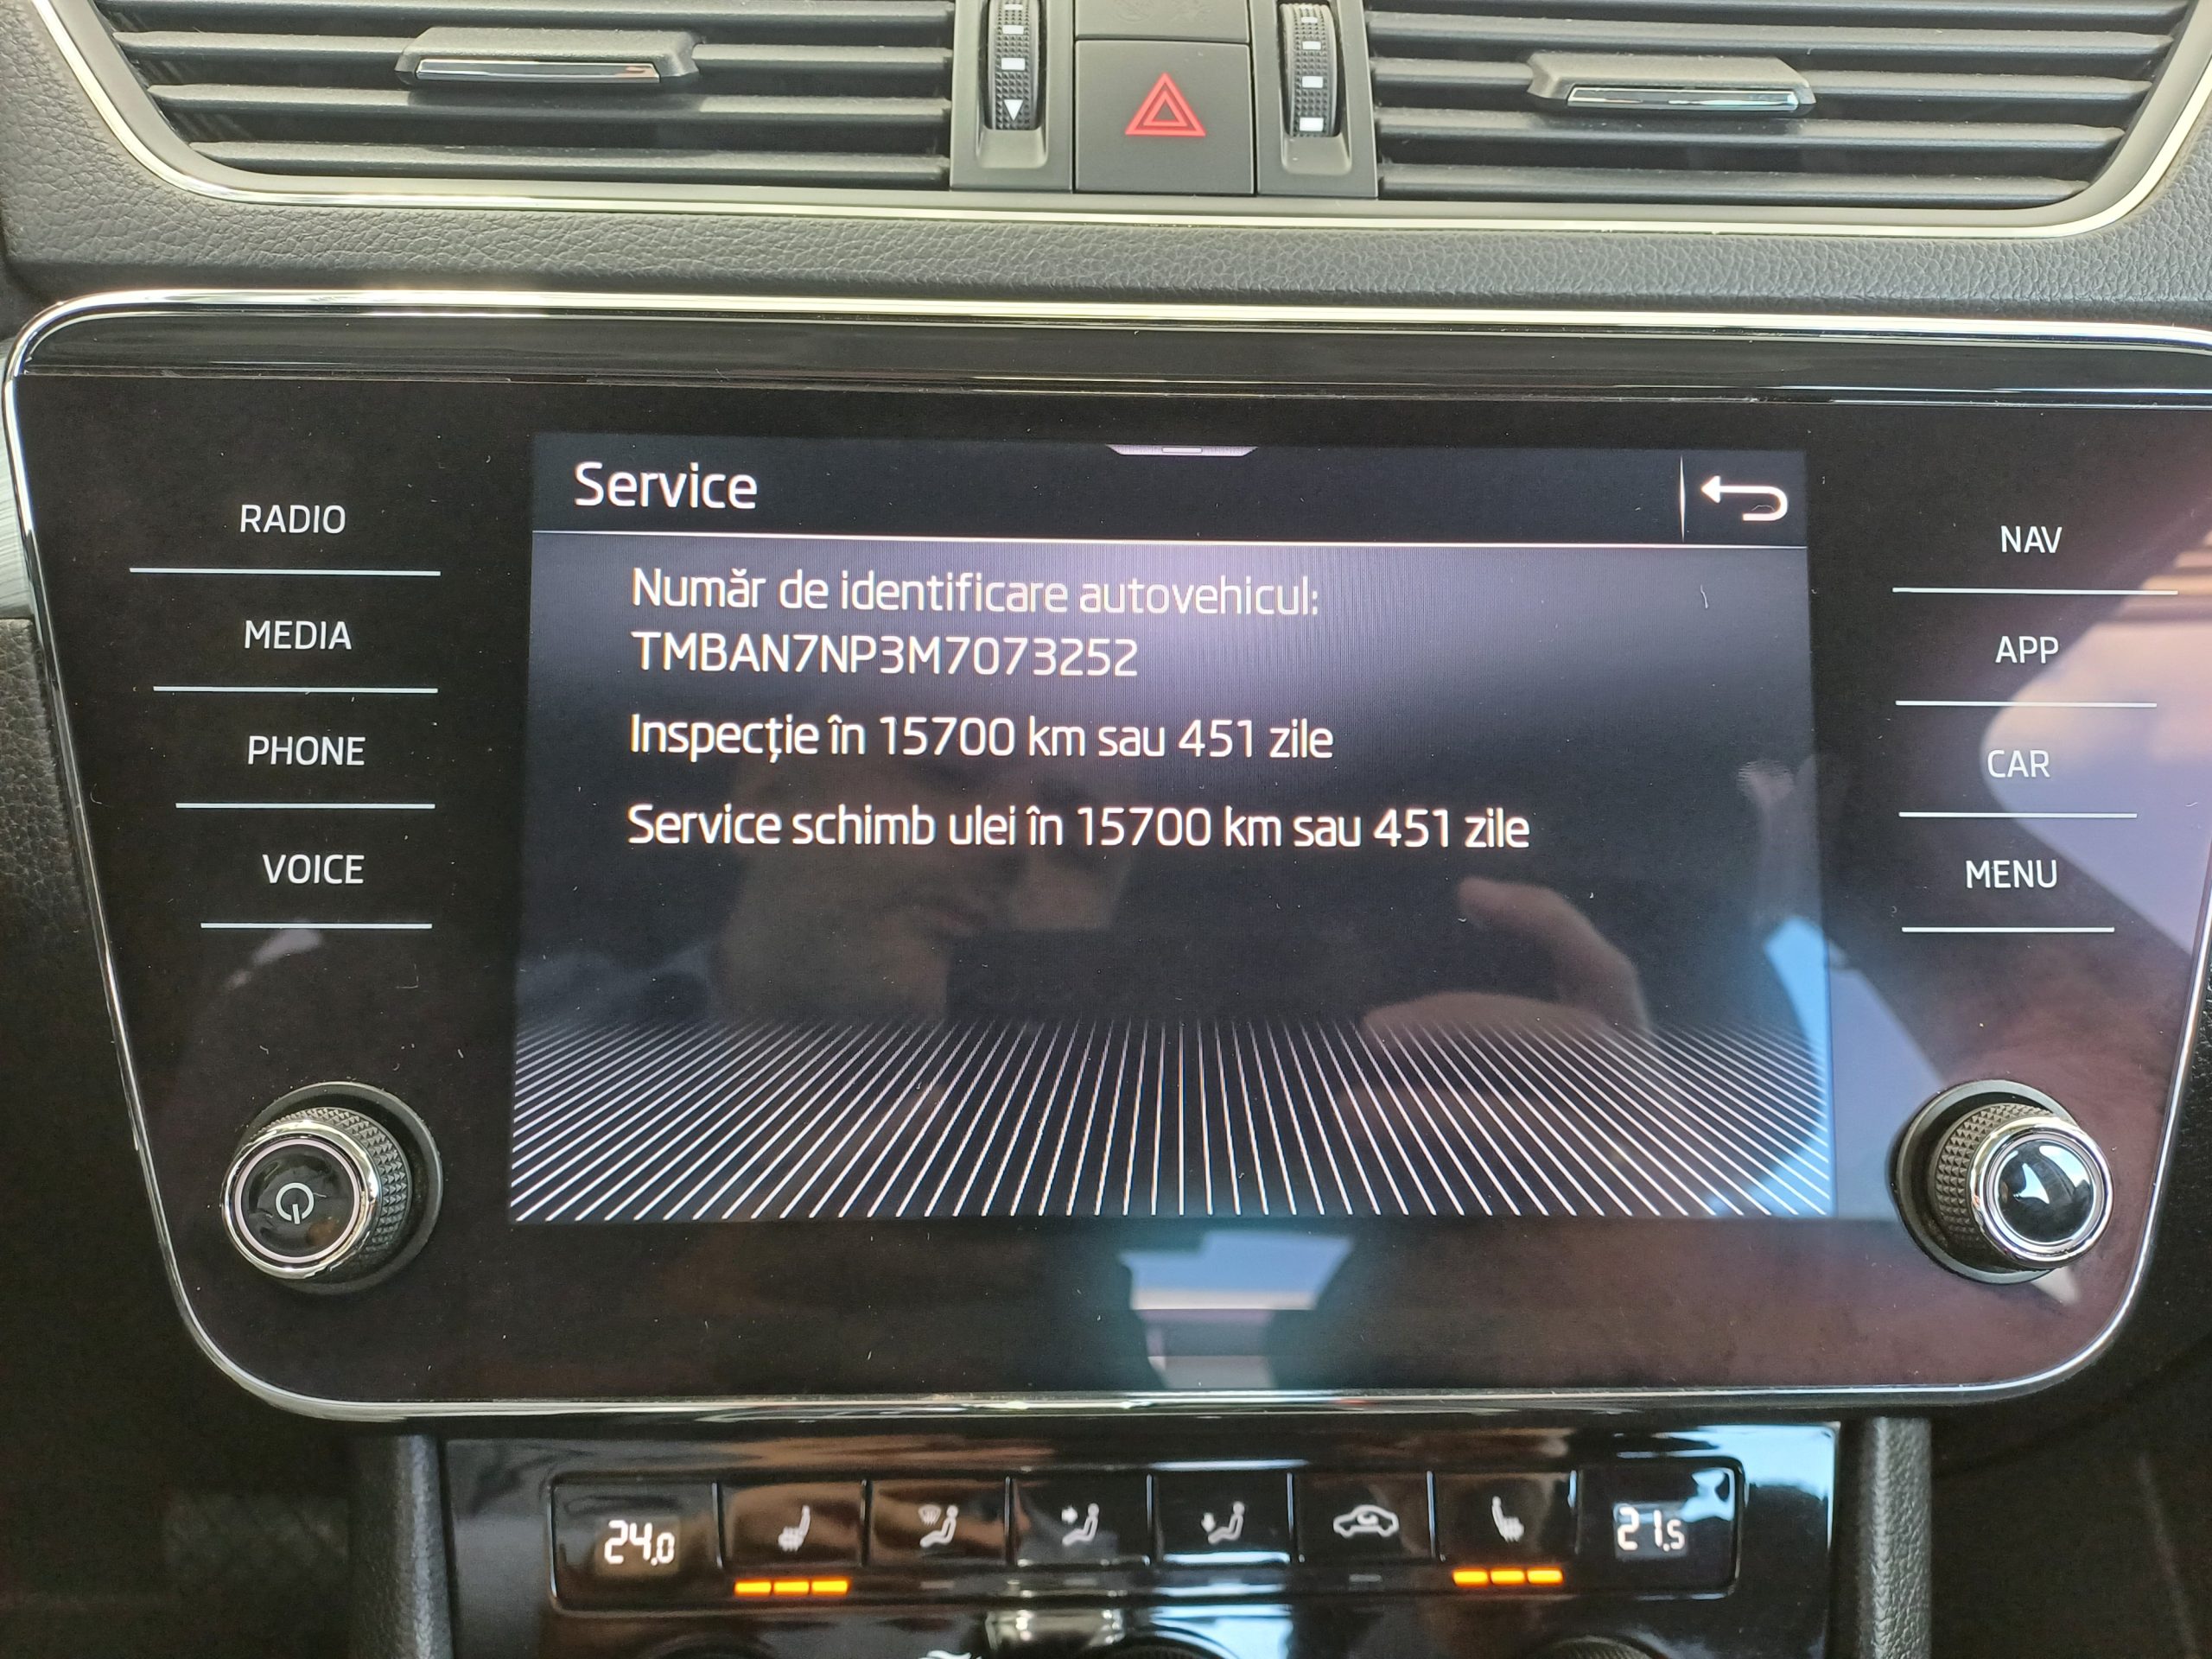 Service
RADIO
MEDIA
PHONE
VOICE
Număr de identificare autovehicul:
TMBAN7NP3M7073252
Inspecție în 15700 km sau 451 zile
Service schimb ulei în 15700 km sau 451 zile
NAV
APP
CAR
MENU
24.0
21.5